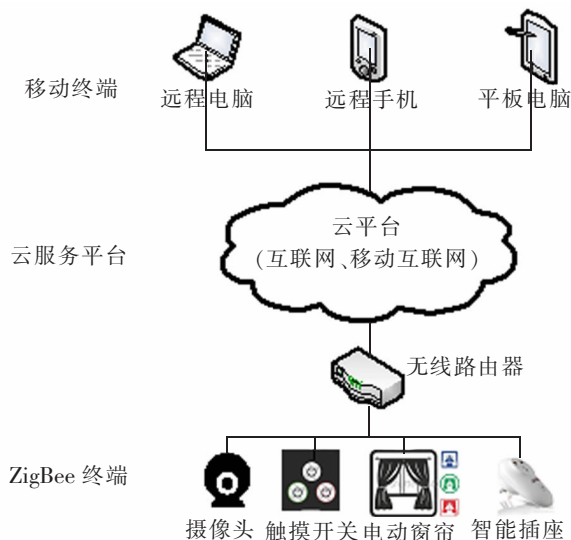 移动终端
远程电脑
远程手机
平板电脑
云服务平台
云平台
(互联网、移动互联网)
无线路由器
ZigBee 终端
摄像头
触摸开关
电动窗帘
智能插座